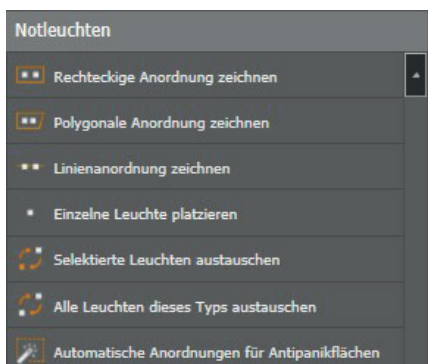 Notleuchten
Rechteckige Anordnung zeichnen
Polygonale Anordnung zeichnen
Linienanordnung zeichnen
Einzelne Leuchte platzieren
Selektierte Leuchten austauschen
Alle Leuchten dieses Typs austauschen
Automatische Anordnungen für Antipanikflächen